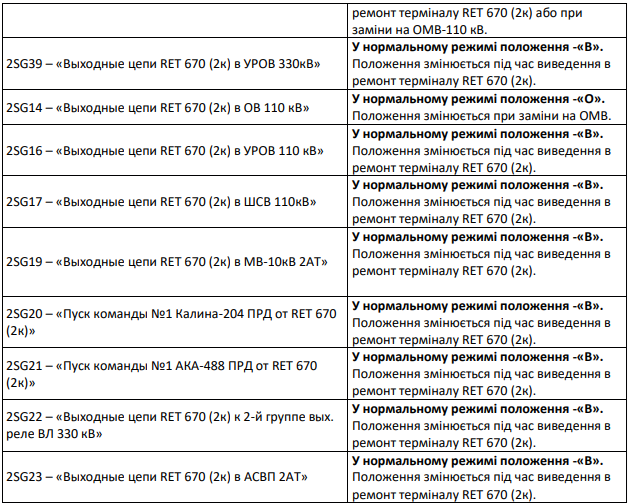 ремонт терміналу RET 670 (2к) або при
заміни на ОМВ-110 кВ.
2SG39 – «Выходные цепи RET 670 (2к) в УРОВ 330кВ»
У нормальному режимі положення -«В».
Положення змінюється під час виведення в
ремонт терміналу RET 670 (2к).
2SG14 – «Выходные цепи RET 670 (2к) в ОВ 110 кВ»
У нормальному режимі положення -«О».
Положення змінюється при заміни на ОМВ.
2SG16 – «Выходные цепи RET 670 (2к) в УРОВ 110 кВ»
У нормальному режимі положення -«В».
Положення змінюється під час виведення в
ремонт терміналу RET 670 (2к).
2SG17 – «Выходные цепи RET 670 (2к) в ШСВ 110кВ»
У нормальному режимі положення -«В».
Положення змінюється під час виведення в
ремонт терміналу RET 670 (2к).
2SG19 – «Выходные цепи RET 670 (2к) в МВ-10кВ 2АТ»
У нормальному режимі положення -«В».
Положення змінюється під час виведення в
ремонт терміналу RET 670 (2к).
2SG20 – «Пуск команды №1 Калина-204 ПРД от RET 670
(2к)»
У нормальному режимі положення -«В».
Положення змінюється під час виведення в
ремонт терміналу RET 670 (2к).
2SG21 – «Пуск команды №1 АКА-488 ПРД от RET 670
(2к)»
У нормальному режимі положення -«В».
Положення змінюється під час виведення в
ремонт терміналу RET 670 (2к).
2SG22 – «Выходные цепи RET 670 (2к) к 2-й группе вых.
реле ВЛ 330 кВ»
У нормальному режимі положення -«В».
Положення змінюється під час виведення в
ремонт терміналу RET 670 (2к).
2SG23 – «Выходные цепи RET 670 (2к) в АСВП 2АТ»
У нормальному режимі положення -«В».
Положення змінюється під час виведення в
ремонт терміналу RET 670 (2к).